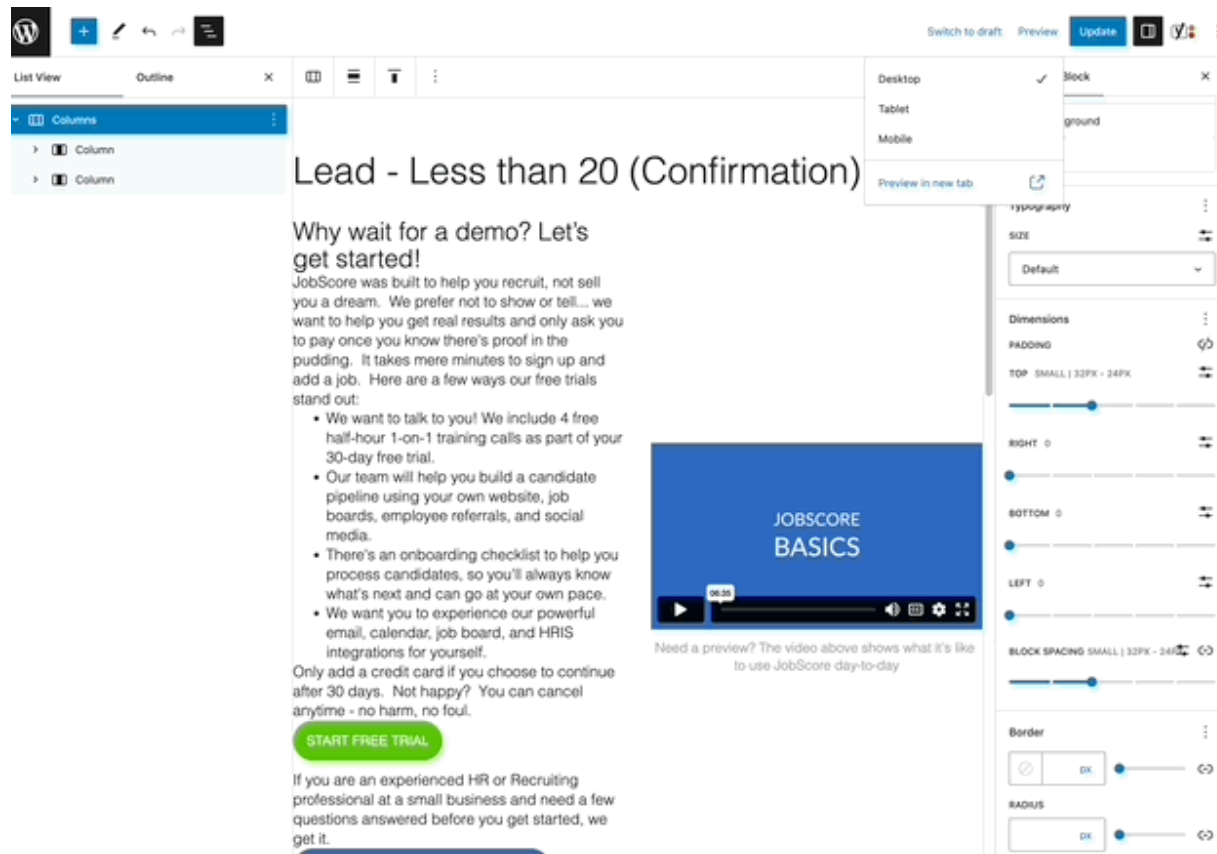 Switch to draft Preview Update
List View Outline
Columns
Column
Column
Desktop
Tablet
Mobile
Preview in new tab
Block
ground
Lead - Less than 20 (Confirmation)
Why wait for a demo? Let's
get started!
JobScore was built to help you recruit, not sell
you a dream.  We prefer not to show or tell... we
want to help you get real results and only ask you
to pay once you know there's proof in the
pudding.  It takes mere minutes to sign up and
add a job.  Here are a few ways our free trials
stand out:
• We want to talk to you! We include 4 free
half-hour 1-on-1 training calls as part of your
30-day free trial.
• Our team will help you build a candidate
pipeline using your own website, job
boards, employee referrals, and social
media.
• There's an onboarding checklist to help you
process candidates, so you'll always know
what's next and can go at your own pace.
• We want you to experience our powerful
email, calendar, job board, and HRIS
integrations for yourself.
Only add a credit card if you choose to continue
after 30 days.  Not happy?  You can cancel
anytime - no harm, no foul.
START FREE TRIAL
If you are an experienced HR or Recruiting
professional at a small business and need a few
questions answered before you get started, we
get it.
JOBSCORE
BASICS
06:35
Need a preview? The video above shows what it's like
to use JobScore day-to-day
Typography
SIZE
Default
Dimensions
PADDING
TOP SMALL | 32PX - 24PX
RIGHT 0
BOTTOM 0
LEFT 0
BLOCK SPACING SMALL | 32PX - 24P
Border
px
RADIUS
px